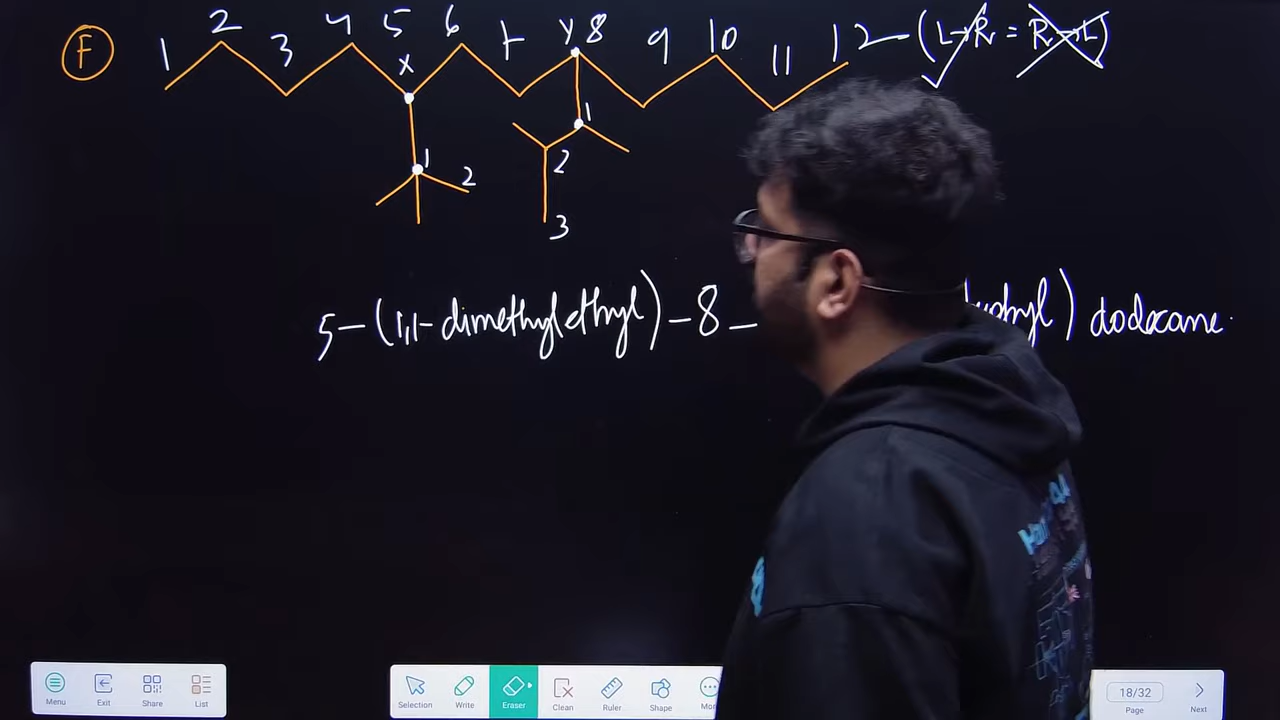 F 1 2 3 4 5 6 7 Y 8 9 10 11 12 - (L→R = R→L)
X
1 2 1 2 3
5-(1,1-dimethylethyl)-8- ) dodecane.
Menu Exit Share List Selection Write Eraser Clean Ruler Shape Page Next
18/32